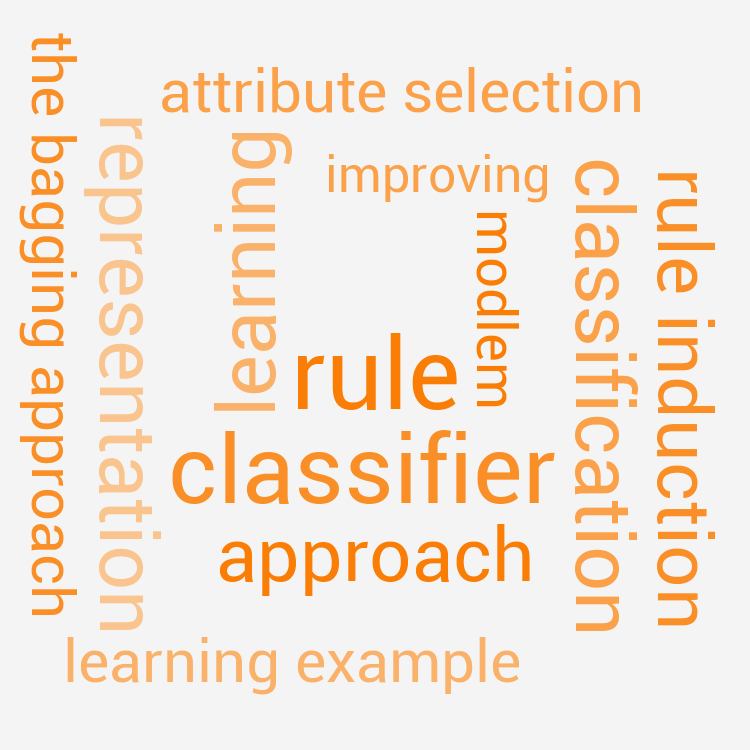 the bagging approach
representation
attribute selection
learning
improving
modlem
classification
rule induction
rule
classifier
approach
learning example